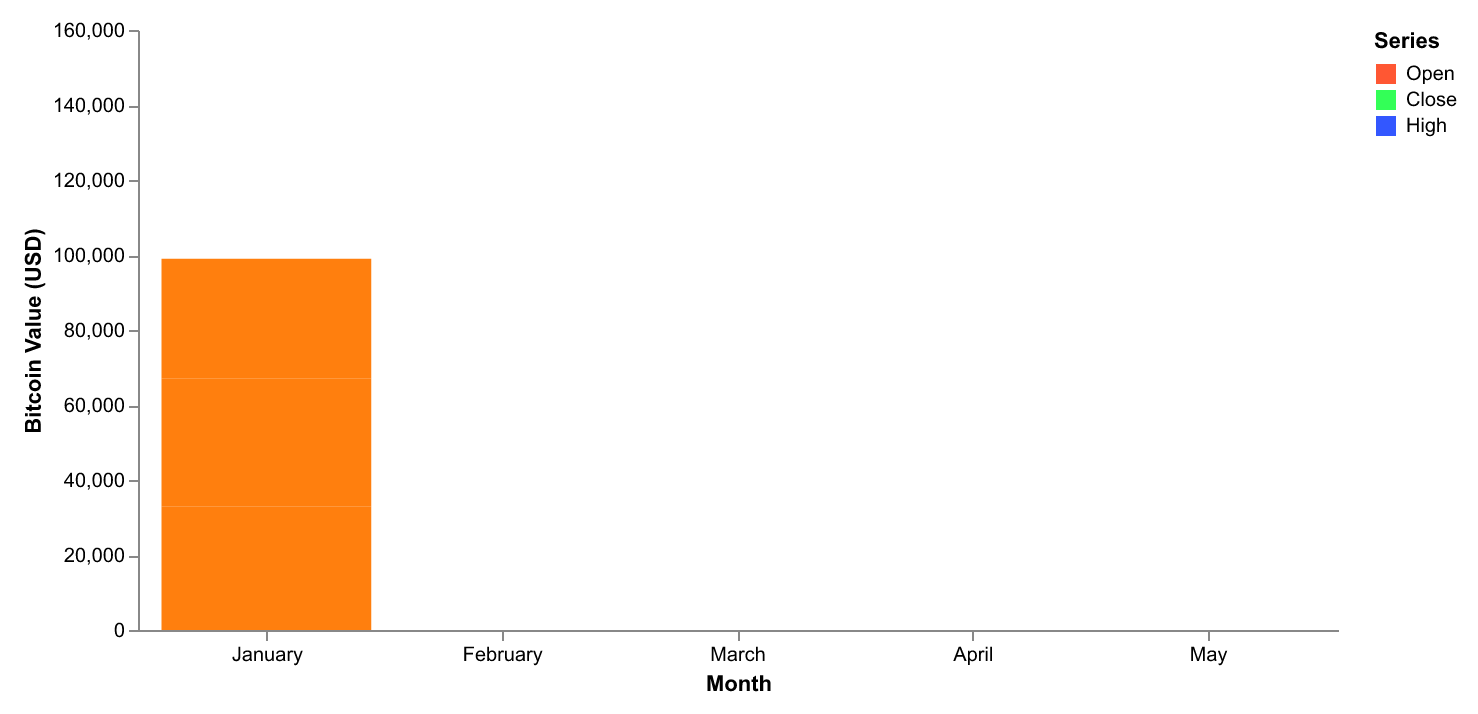 160,000
140,000
120,000
100,000
80,000
60,000
40,000
20,000
0
Bitcoin Value (USD)
January
February
March
April
May
Month
Series
Open
Close
High